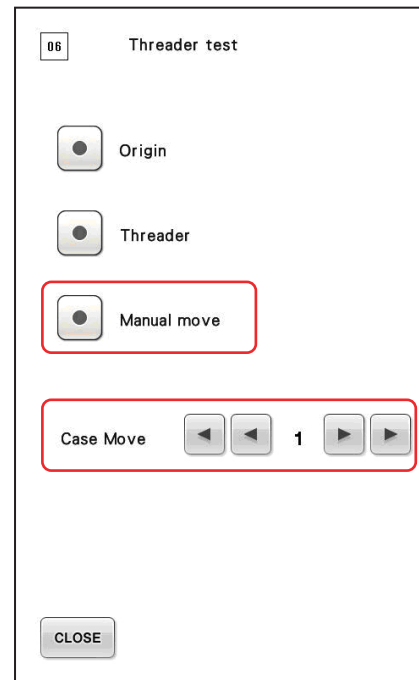 06 Threader test
Origin
Threader
Manual move
Case Move 1
CLOSE